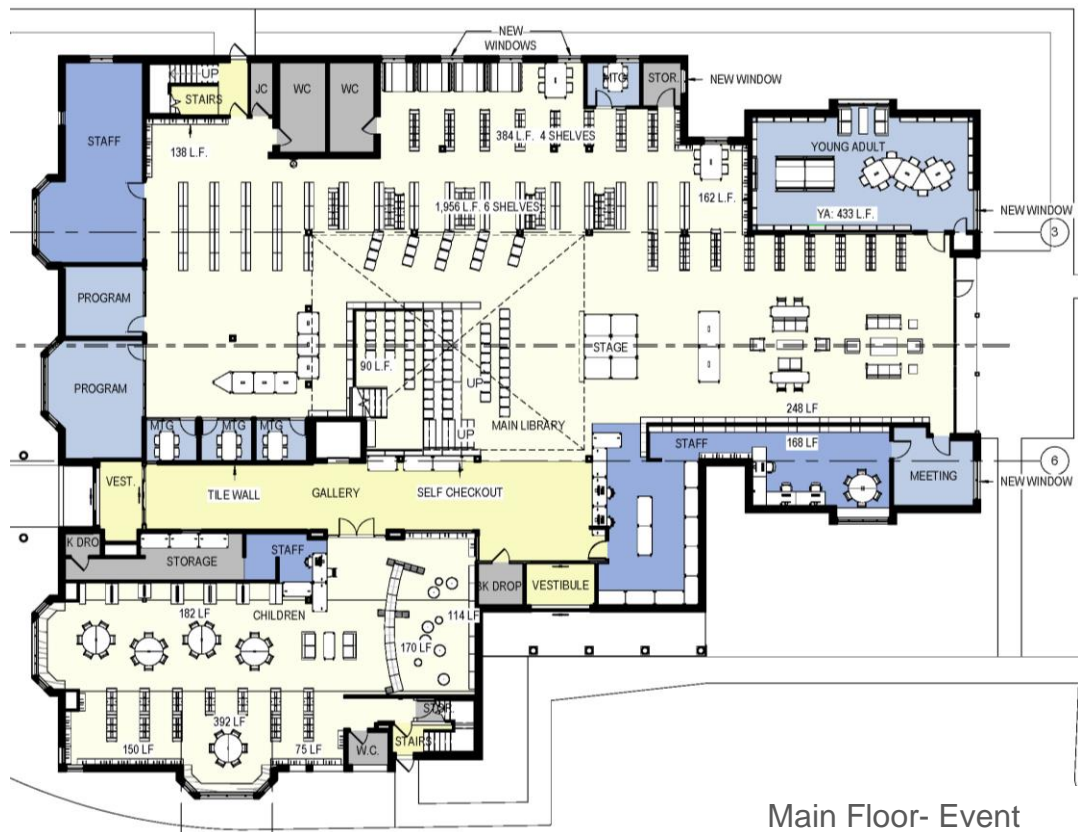 NEW
WINDOWS
UP
STAIRS
JC
WC
WC
MTG
STOR.
NEW WINDOW
STAFF
138 L.F.
384 L.F. 4 SHELVES
YOUNG ADULT
162 L.F.
1,956 L.F. 6 SHELVES
YA: 433 L.F.
NEW WINDOW
3
PROGRAM
PROGRAM
90 L.F.
UP
STAGE
UP
MAIN LIBRARY
248 LF
MTG
MTG
MTG
STAFF
168 LF
MEETING
6
NEW WINDOW
VEST.
TILE WALL
GALLERY
SELF CHECKOUT
K DRO
STORAGE
STAFF
BK DROP
VESTIBULE
182 LF
CHILDREN
114 LF
170 LF
392 LF
STOR.
150 LF
75 LF
W.C.
STAIRS
Main Floor- Event